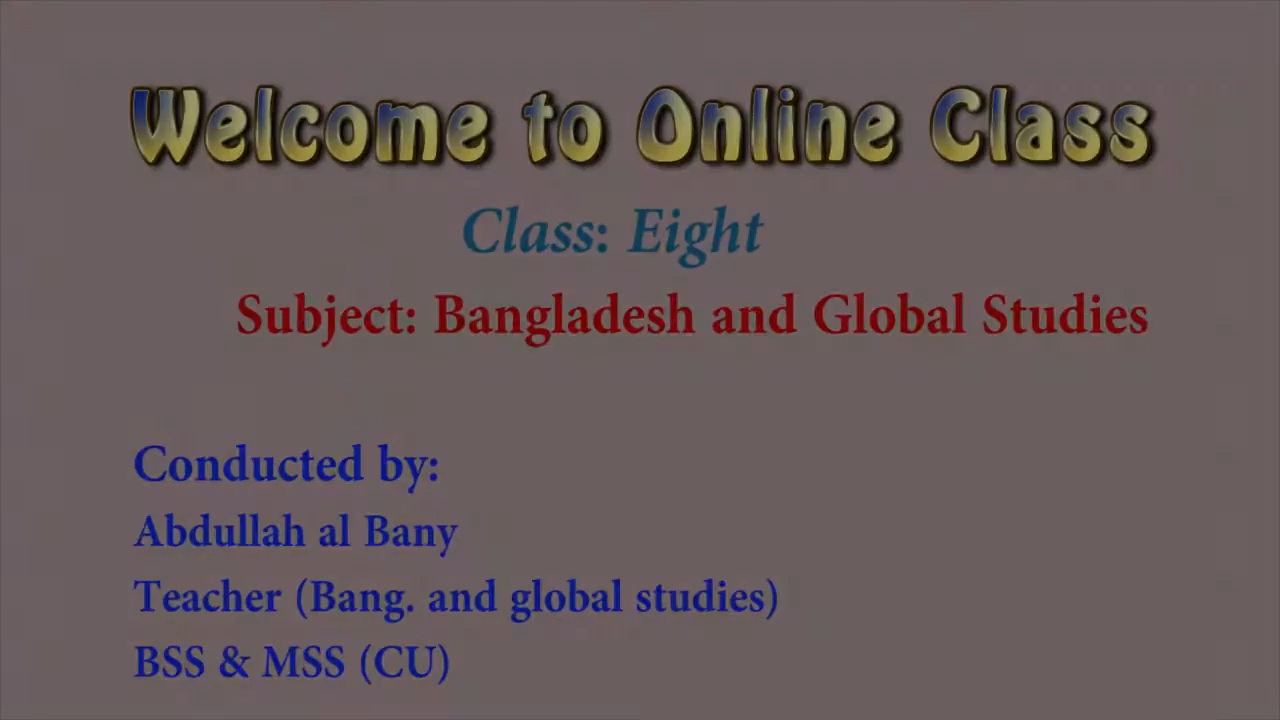 Welcome to Online Class
Class: Eight
Subject: Bangladesh and Global Studies
Conducted by:
Abdullah al Bany
Teacher (Bang. and global studies)
BSS & MSS (CU)